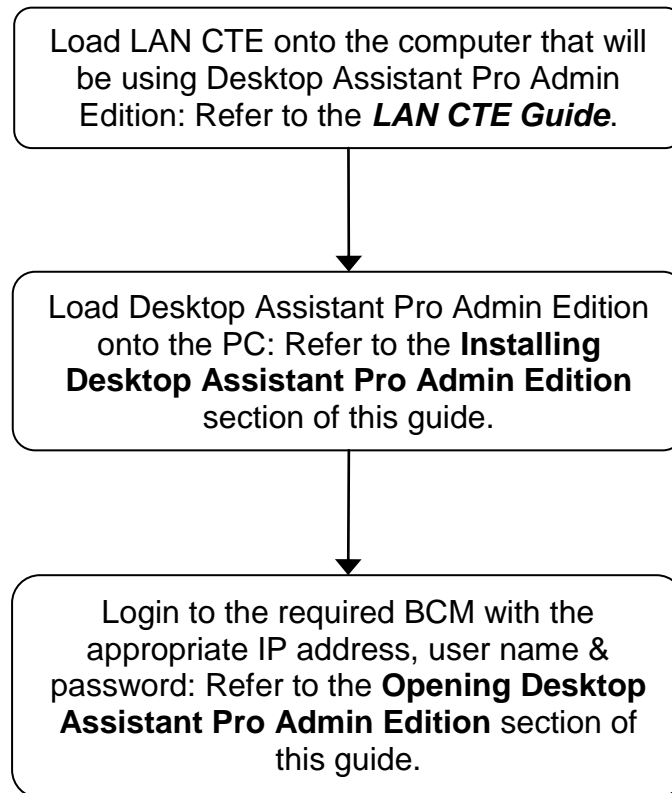 Load LAN CTE onto the computer that will
be using Desktop Assistant Pro Admin
Edition: Refer to the LAN CTE Guide.
Load Desktop Assistant Pro Admin Edition
onto the PC: Refer to the Installing
Desktop Assistant Pro Admin Edition
section of this guide.
Login to the required BCM with the
appropriate IP address, user name &
password: Refer to the Opening Desktop
Assistant Pro Admin Edition section of
this guide.